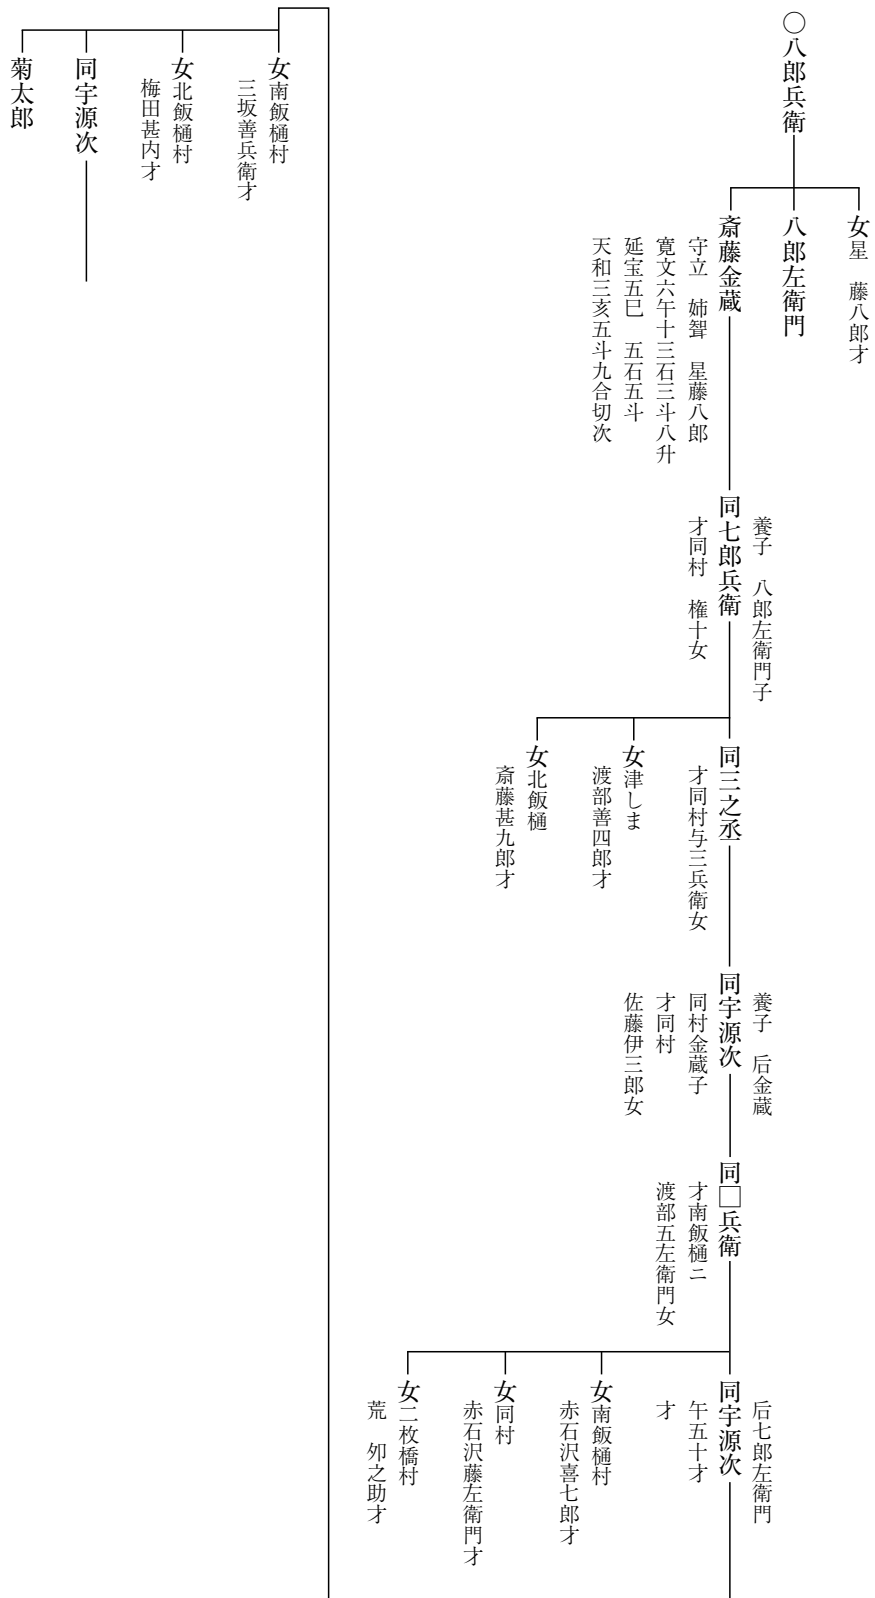 〇八郎兵衛
女星　藤八郎才
八郎左衛門
斎藤金蔵
守立　姉聟　星藤八郎
寛文六午十三石三斗八升
延宝五巳　五石五斗
天和三亥五斗九合切次
養子　八郎左衛門子
同七郎兵衛
才同村　権十女
同三之丞
才同村与三兵衛女
女津しま
渡部善四郎才
女北飯樋
斎藤甚九郎才
養子　后金蔵
同宇源次
同村金蔵子
才同村
佐藤伊三郎女
同□兵衛
才南飯樋ニ
渡部五左衛門女
后七郎左衛門
同宇源次
午五十才
才
女南飯樋村
赤石沢喜七郎才
女同村
赤石沢藤左衛門才
女二枚橋村
荒　夘之助才
女南飯樋村
三坂善兵衛才
女北飯樋村
梅田甚内才
同宇源次
菊太郎